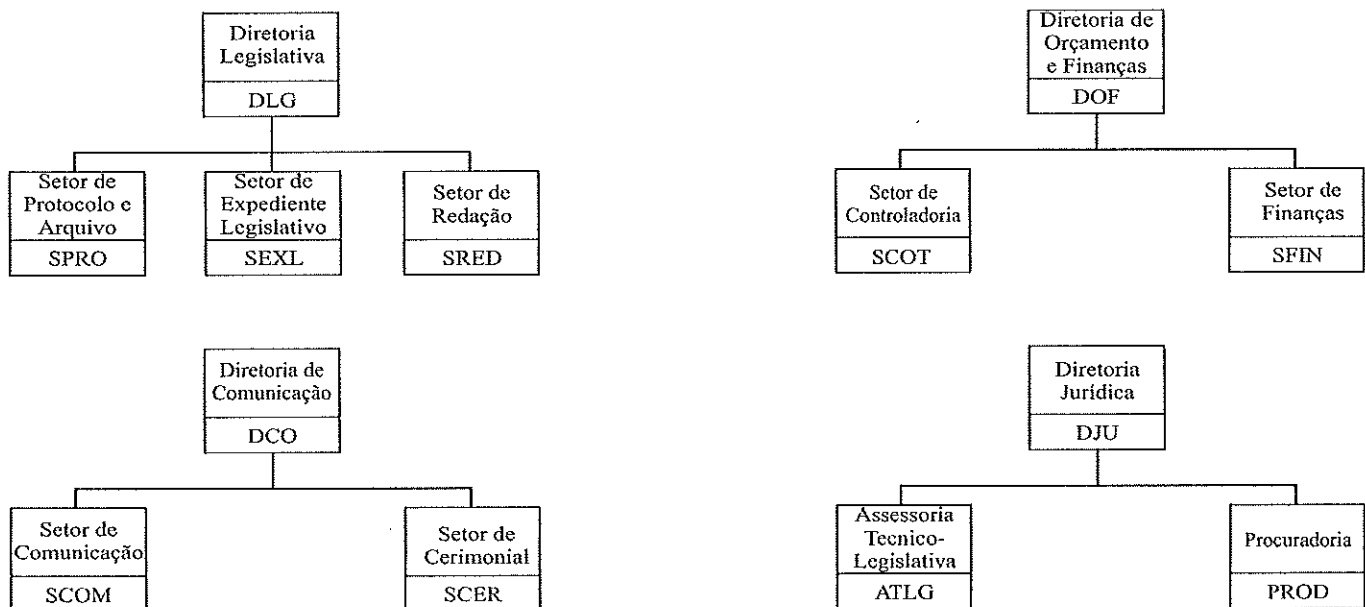 Diretoria
Legislativa
DLG
Setor de
Protocolo e
Arquivo
SPRO
Setor de
Expediente
Legislativo
SEXL
Setor de
Redação
SRED
Diretoria de
Orçamento
e Finanças
DOF
Setor de
Controladoria
SCOT
Setor de
Finanças
SFIN
Diretoria de
Comunicação
DCO
Setor de
Comunicação
SCOM
Setor de
Cerimonial
SCER
Diretoria
Jurídica
DJU
Assessoria
Tecnico-
Legislativa
ATLG
Procuradoria
PROD